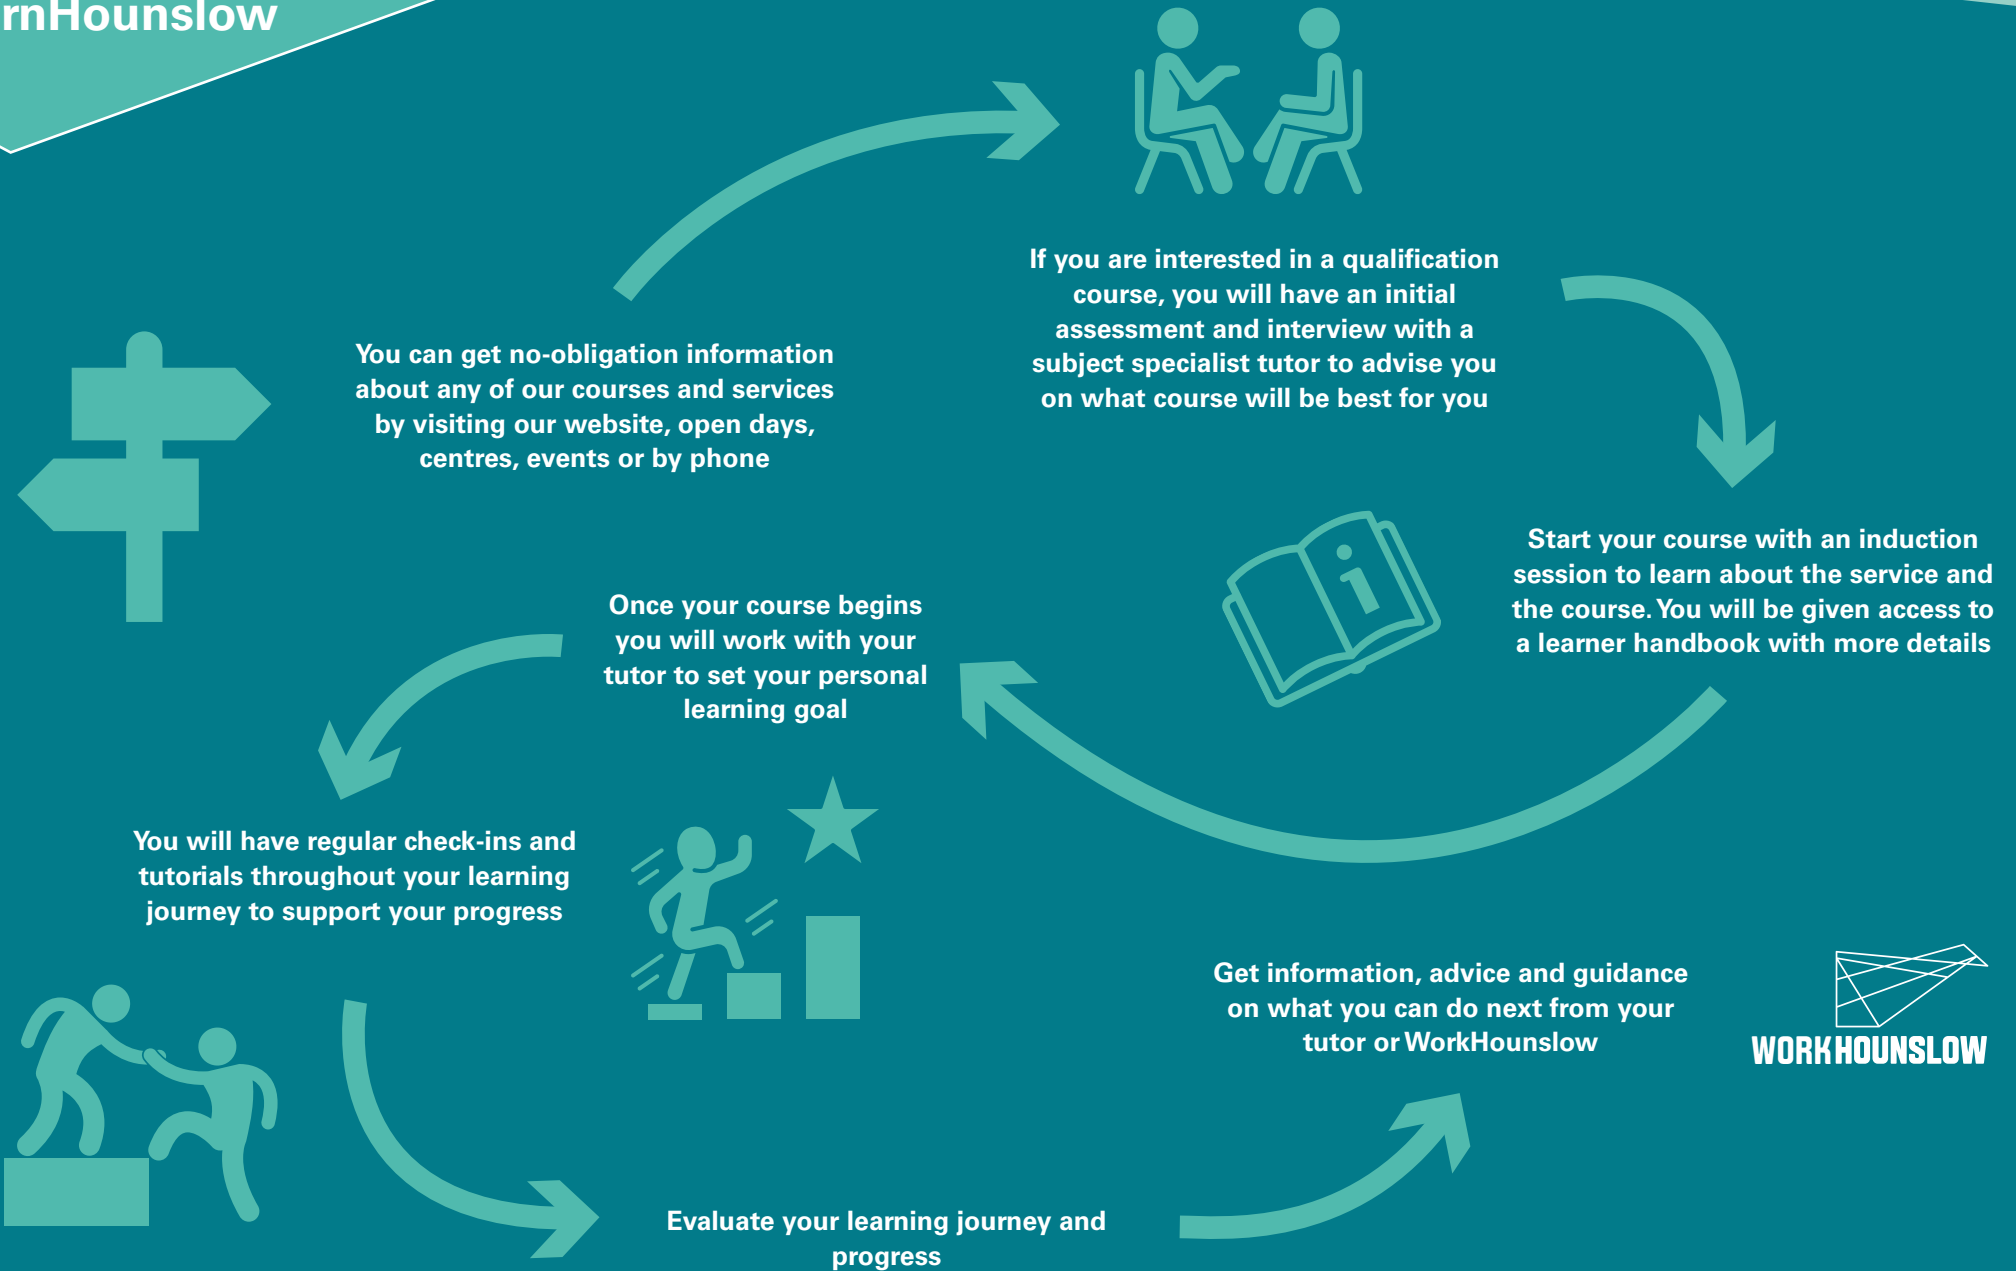 rnHounslow
You can get no-obligation information
about any of our courses and services
by visiting our website, open days,
centres, events or by phone
If you are interested in a qualification
course, you will have an initial
assessment and interview with a
subject specialist tutor to advise you
on what course will be best for you
Start your course with an induction
session to learn about the service and
the course. You will be given access to
a learner handbook with more details
Once your course begins
you will work with your
tutor to set your personal
learning goal
You will have regular check-ins and
tutorials throughout your learning
journey to support your progress
Evaluate your learning journey and
progress
Get information, advice and guidance
on what you can do next from your
tutor or WorkHounslow
WORKHOUNSLOW